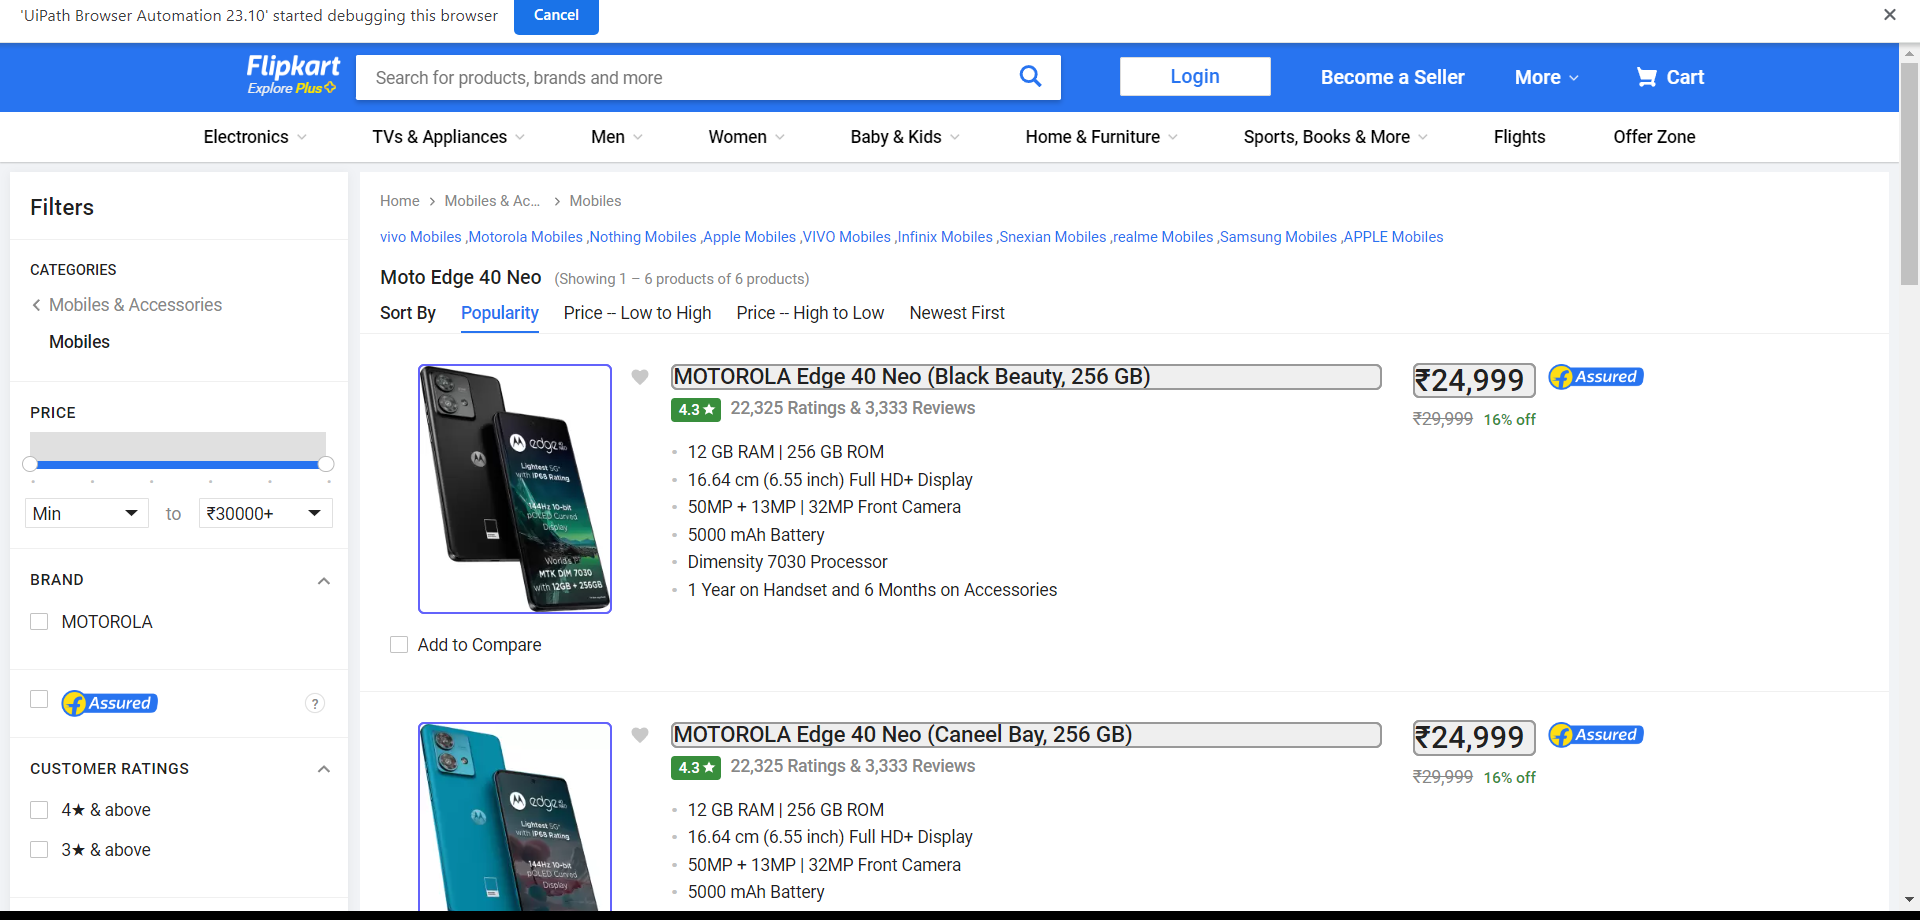 'UiPath Browser Automation 23.10' started debugging this browser
Cancel
Flipkart
Explore Plus
Search for products, brands and more
Login
Become a Seller
More
Cart
Electronics
TVs & Appliances
Men
Women
Baby & Kids
Home & Furniture
Sports, Books & More
Flights
Offer Zone
Filters
CATEGORIES
Mobiles & Accessories
Mobiles
PRICE
Min
to
₹30000+
BRAND
MOTOROLA
Assured
?
CUSTOMER RATINGS
4★ & above
3★ & above
Home > Mobiles & Ac... > Mobiles
vivo Mobiles ,Motorola Mobiles ,Nothing Mobiles ,Apple Mobiles ,VIVO Mobiles ,Infinix Mobiles ,Snexian Mobiles ,realme Mobiles ,Samsung Mobiles ,APPLE Mobiles
Moto Edge 40 Neo (Showing 1 – 6 products of 6 products)
Sort By Popularity Price -- Low to High Price -- High to Low Newest First
edge 40 neo
Lightest 5G*
with IP68 Rating
144Hz 10-bit
pOLED Curved
Display
World's 1st
MTK DIM 7030
with 12GB + 256GB
Add to Compare
MOTOROLA Edge 40 Neo (Black Beauty, 256 GB)
4.3★ 22,325 Ratings & 3,333 Reviews
12 GB RAM | 256 GB ROM
16.64 cm (6.55 inch) Full HD+ Display
50MP + 13MP | 32MP Front Camera
5000 mAh Battery
Dimensity 7030 Processor
1 Year on Handset and 6 Months on Accessories
₹24,999
Assured
₹29,999 16% off
edge 40 neo
Lightest 5G*
with IP68 Rating
144Hz 10-bit
pOLED Curved
Display
MOTOROLA Edge 40 Neo (Caneel Bay, 256 GB)
4.3★ 22,325 Ratings & 3,333 Reviews
12 GB RAM | 256 GB ROM
16.64 cm (6.55 inch) Full HD+ Display
50MP + 13MP | 32MP Front Camera
5000 mAh Battery
₹24,999
Assured
₹29,999 16% off